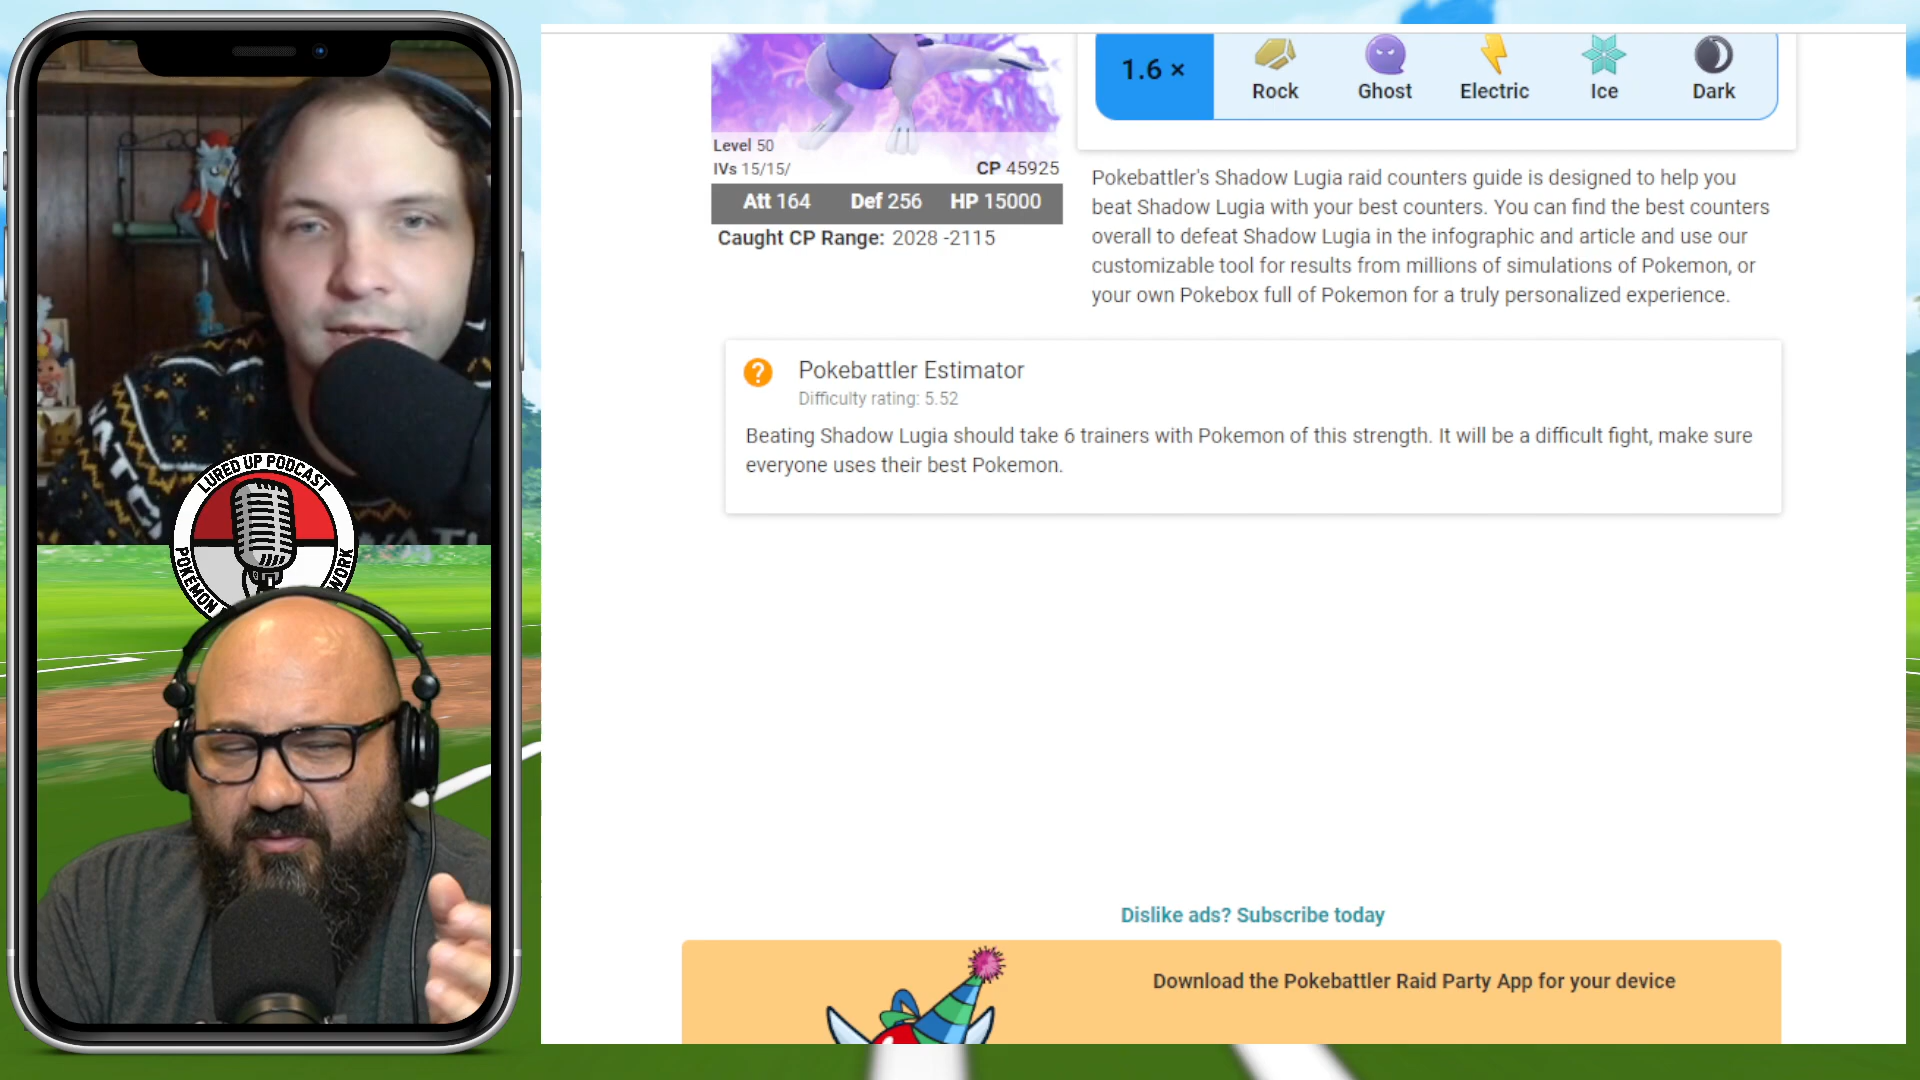 LURED UP PODCAST
POKÉMON
WORK
1.6 ×
Rock
Ghost
Electric
Ice
Dark
Level 50
IVs 15/15/
CP 45925
Att 164
Def 256
HP 15000
Caught CP Range: 2028 -2115
Pokebattler's Shadow Lugia raid counters guide is designed to help you
beat Shadow Lugia with your best counters. You can find the best counters
overall to defeat Shadow Lugia in the infographic and article and use our
customizable tool for results from millions of simulations of Pokemon, or
your own Pokebox full of Pokemon for a truly personalized experience.
?
Pokebattler Estimator
Difficulty rating: 5.52
Beating Shadow Lugia should take 6 trainers with Pokemon of this strength. It will be a difficult fight, make sure
everyone uses their best Pokemon.
Dislike ads? Subscribe today
Download the Pokebattler Raid Party App for your device